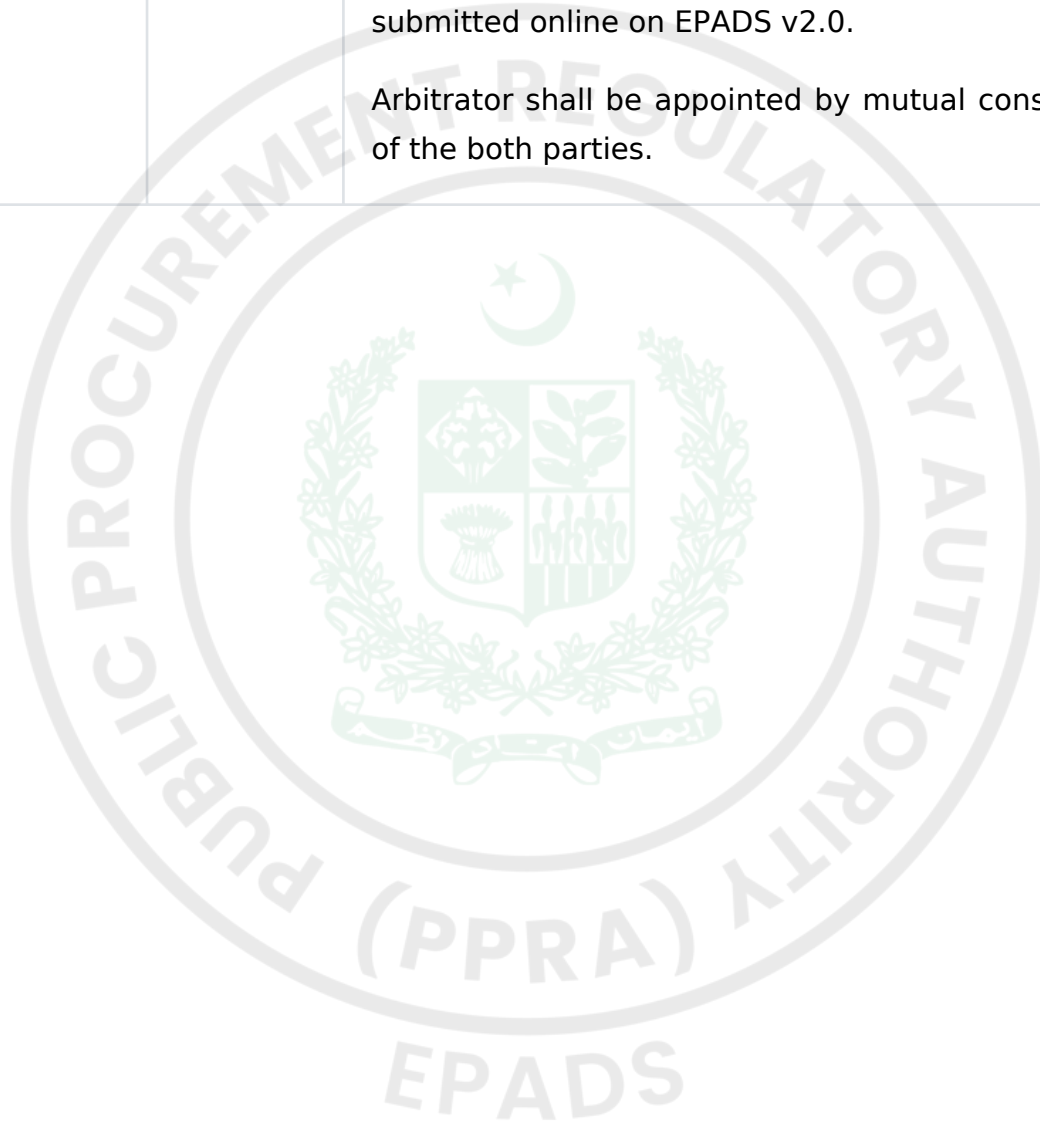 submitted online on EPADS v2.0.
Arbitrator shall be appointed by mutual cons
of the both parties.
PUBLIC PROCUREMENT REGULATORY AUTHORITY
(PPRA)
EPADS